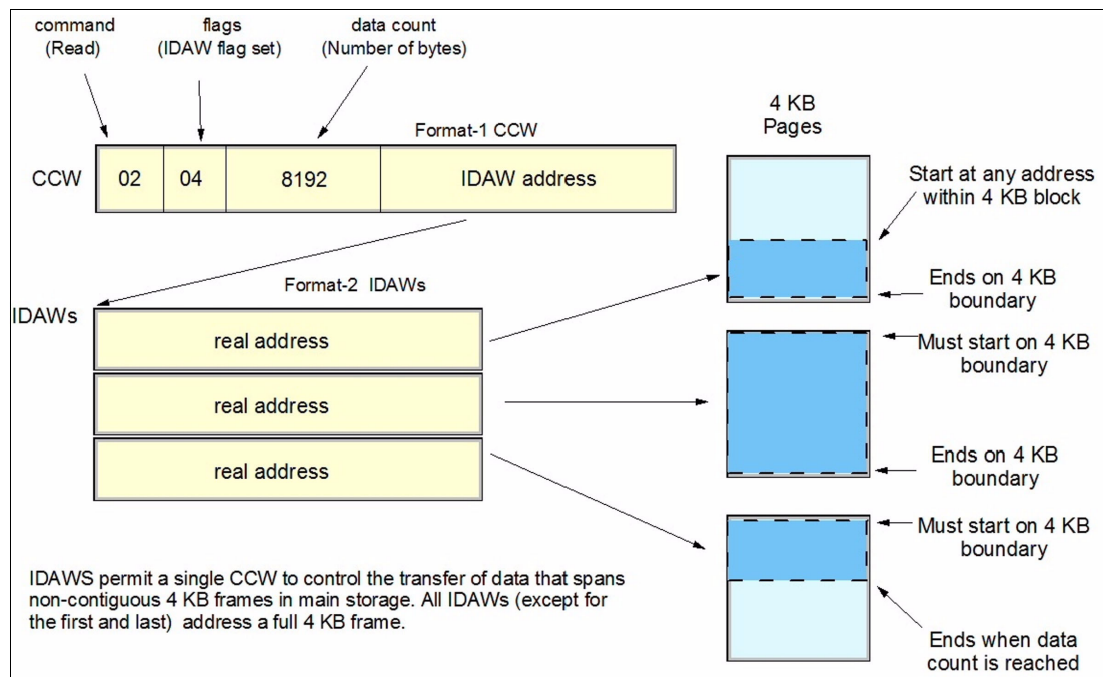 command
(Read)
flags
(IDAW flag set)
data count
(Number of bytes)
Format-1 CCW
CCW
02
04
8192
IDAW address
4 KB
Pages
Start at any address
within 4 KB block
Ends on 4 KB
boundary
Format-2 IDAWs
IDAWs
real address
real address
real address
Must start on 4 KB
boundary
Ends on 4 KB
boundary
Must start on 4 KB
boundary
Ends when data
count is reached
IDAWS permit a single CCW to control the transfer of data that spans
non-contiguous 4 KB frames in main storage. All IDAWs (except for
the first and last) address a full 4 KB frame.